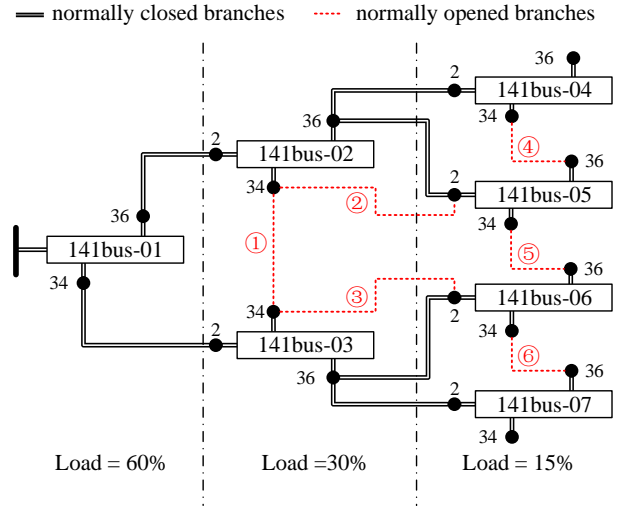 normally closed branches
normally opened branches
36
2
141bus-04
34
④
36
2
36
141bus-02
34
②
2
141bus-05
34
⑤
36
36
141bus-01
34
①
③
34
2
141bus-03
36
36
2
141bus-06
34
⑥
36
2
141bus-07
34
Load = 60%
Load =30%
Load = 15%